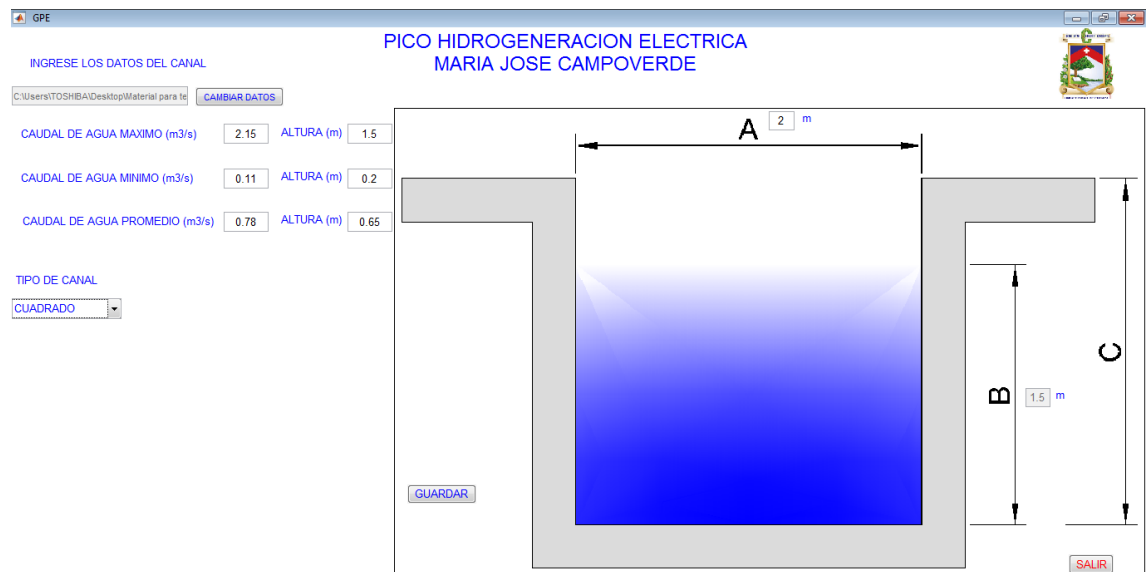 GPE
PICO HIDROGENERACION ELECTRICA
MARIA JOSE CAMPOVERDE
INGRESE LOS DATOS DEL CANAL
C:\Users\TOSHIBA\Desktop\Material para te
CAMBIAR DATOS
CAUDAL DE AGUA MAXIMO (m3/s) 2.15 ALTURA (m) 1.5
CAUDAL DE AGUA MINIMO (m3/s) 0.11 ALTURA (m) 0.2
CAUDAL DE AGUA PROMEDIO (m3/s) 0.78 ALTURA (m) 0.65
TIPO DE CANAL
CUADRADO
A 2 m
B 1.5 m
C
GUARDAR
SALIR